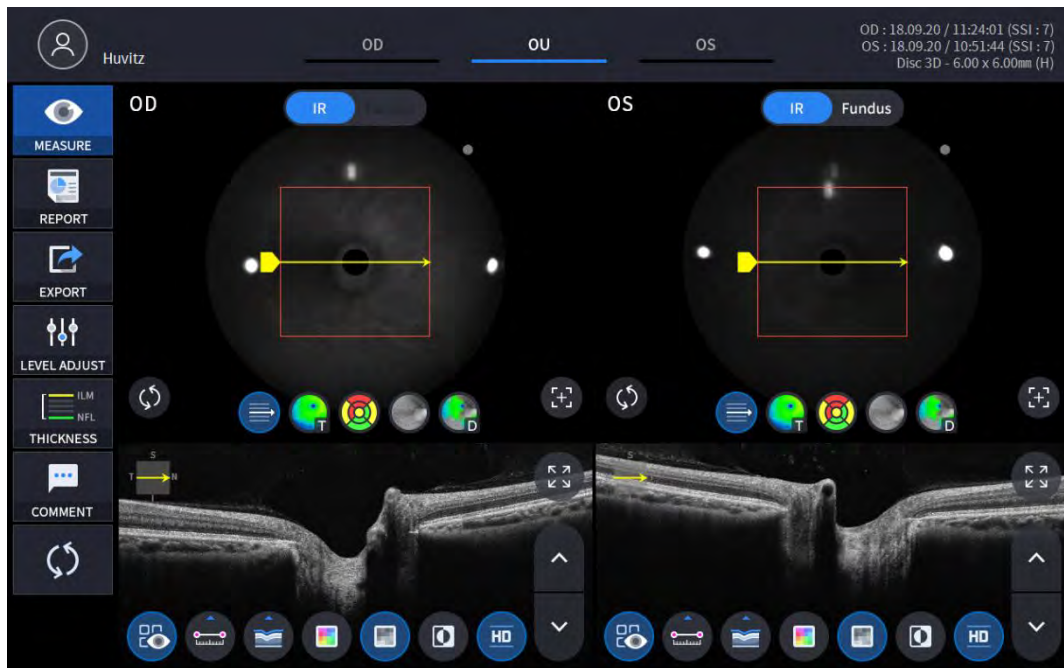 Huvitz
OD
OU
OS
OD : 18.09.20 / 11:24:01 (SSI : 7)
OS : 18.09.20 / 10:51:44 (SSI : 7)
Disc 3D - 6.00 x 6.00mm (H)
MEASURE
REPORT
EXPORT
LEVEL ADJUST
ILM
NFL
THICKNESS
COMMENT
OD
IR
OS
IR Fundus
T
D
T
D
S
T N
HD
S
HD